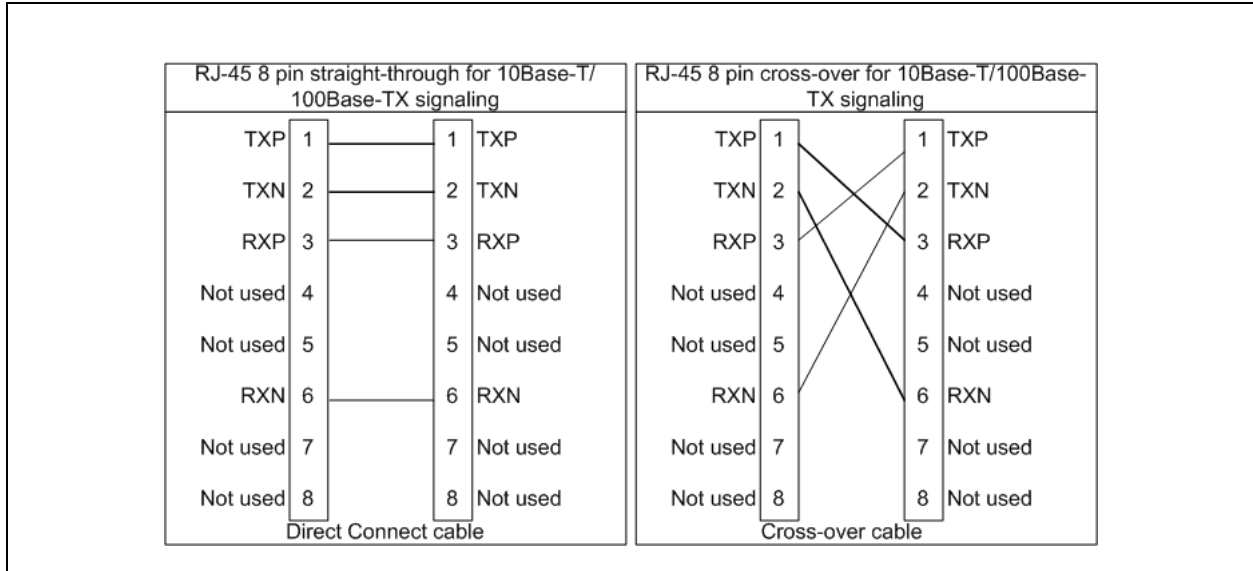 RJ-45 8 pin straight-through for 10Base-T/
100Base-TX signaling
TXP 1 1 TXP
TXN 2 2 TXN
RXP 3 3 RXP
Not used 4 4 Not used
Not used 5 5 Not used
RXN 6 6 RXN
Not used 7 7 Not used
Not used 8 8 Not used
Direct Connect cable
RJ-45 8 pin cross-over for 10Base-T/100Base-
TX signaling
TXP 1 1 TXP
TXN 2 2 TXN
RXP 3 3 RXP
Not used 4 4 Not used
Not used 5 5 Not used
RXN 6 6 RXN
Not used 7 7 Not used
Not used 8 8 Not used
Cross-over cable